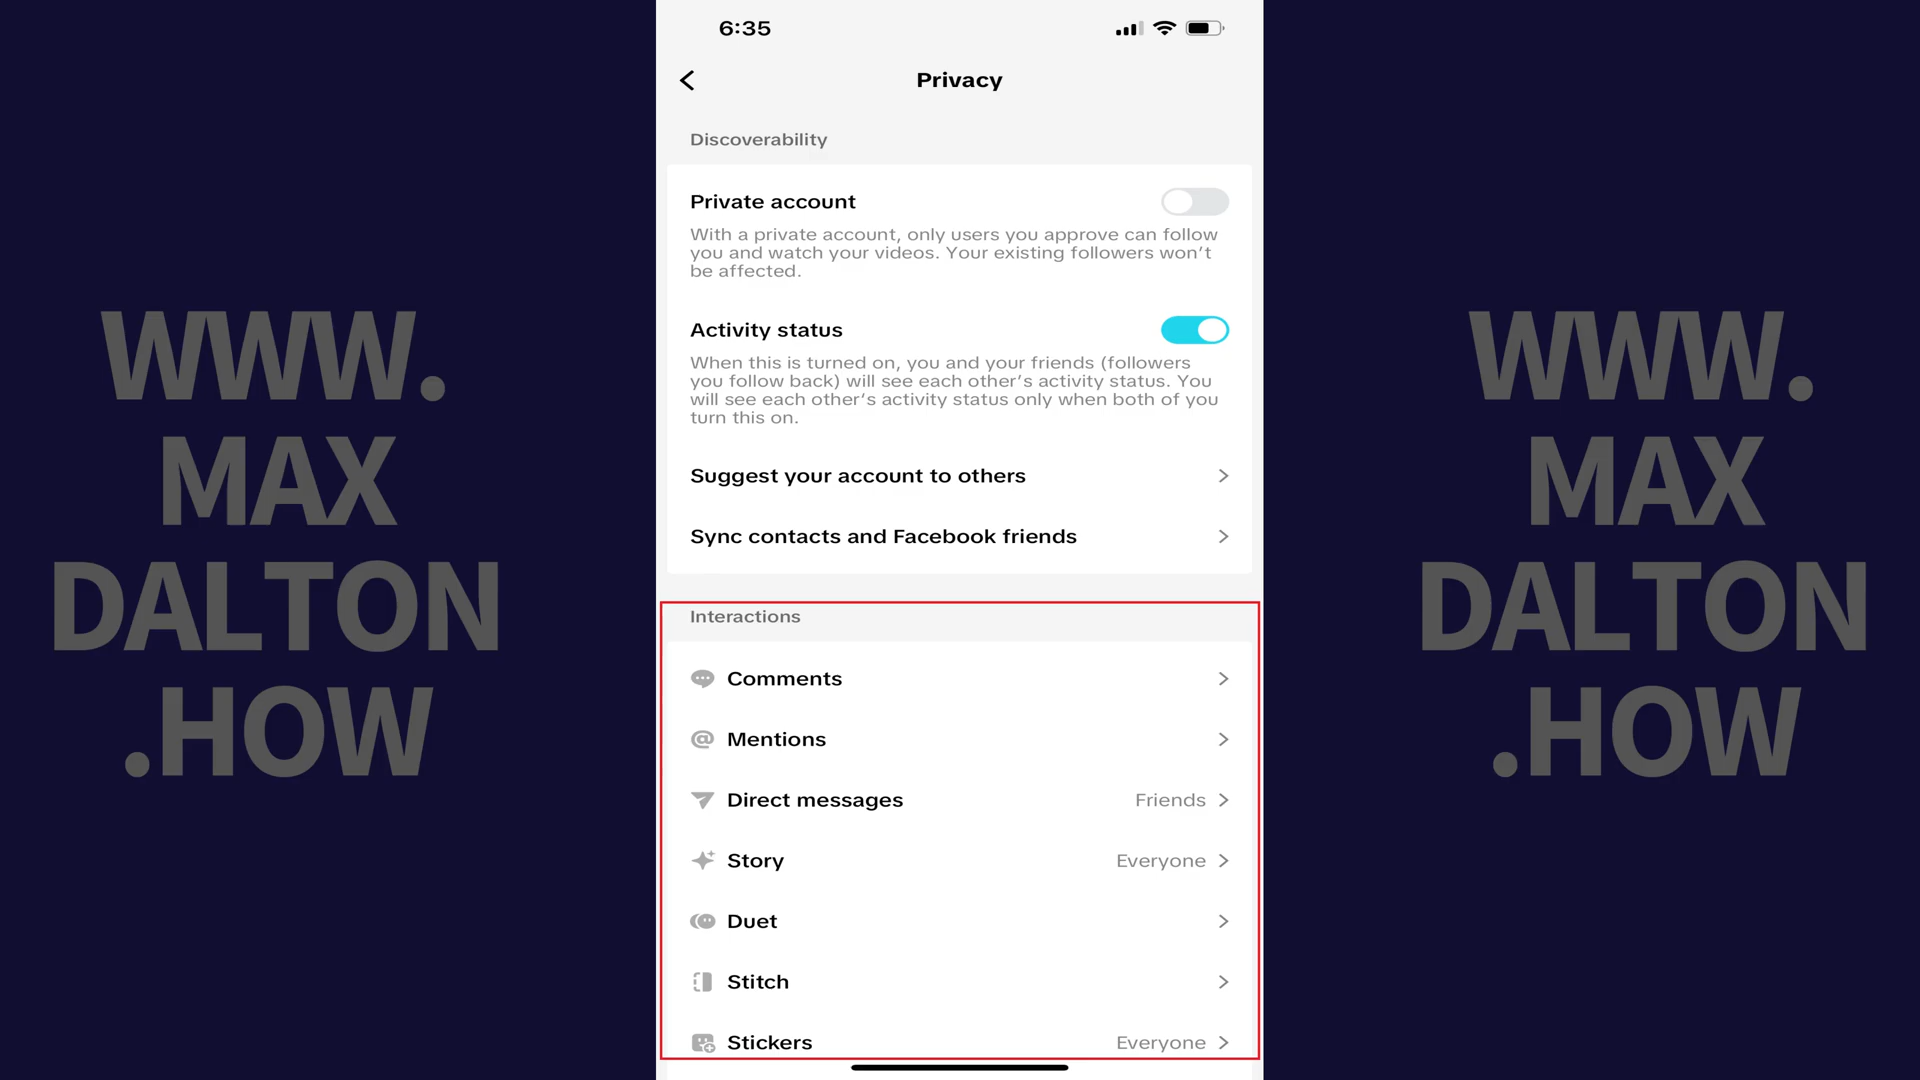 6:35
Privacy
Discoverability
Private account
With a private account, only users you approve can follow
you and watch your videos. Your existing followers won’t
be affected.
Activity status
When this is turned on, you and your friends (followers
you follow back) will see each other’s activity status. You
will see each other’s activity status only when both of you
turn this on.
Suggest your account to others
Sync contacts and Facebook friends
Interactions
Comments
Mentions
Direct messages Friends
Story Everyone
Duet
Stitch
Stickers Everyone
WWW.
MAX
DALTON
.HOW
WWW.
MAX
DALTON
.HOW